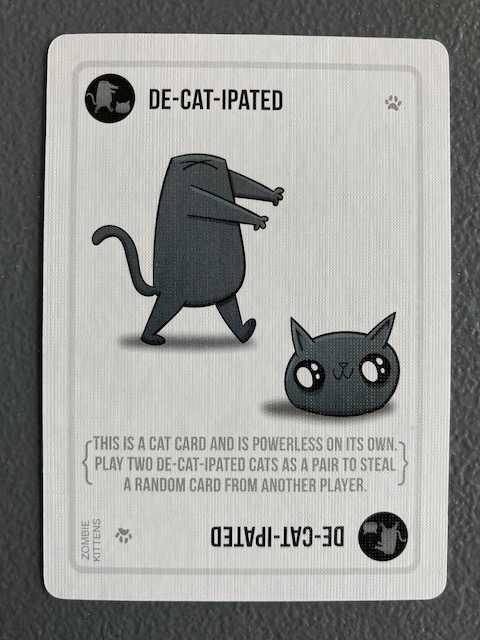 DE-CAT-IPATED
THIS IS A CAT CARD AND IS POWERLESS ON ITS OWN.
PLAY TWO DE-CAT-IPATED CATS AS A PAIR TO STEAL
A RANDOM CARD FROM ANOTHER PLAYER.
ZOMBIE
KITTENS
DE-CAT-IPATED